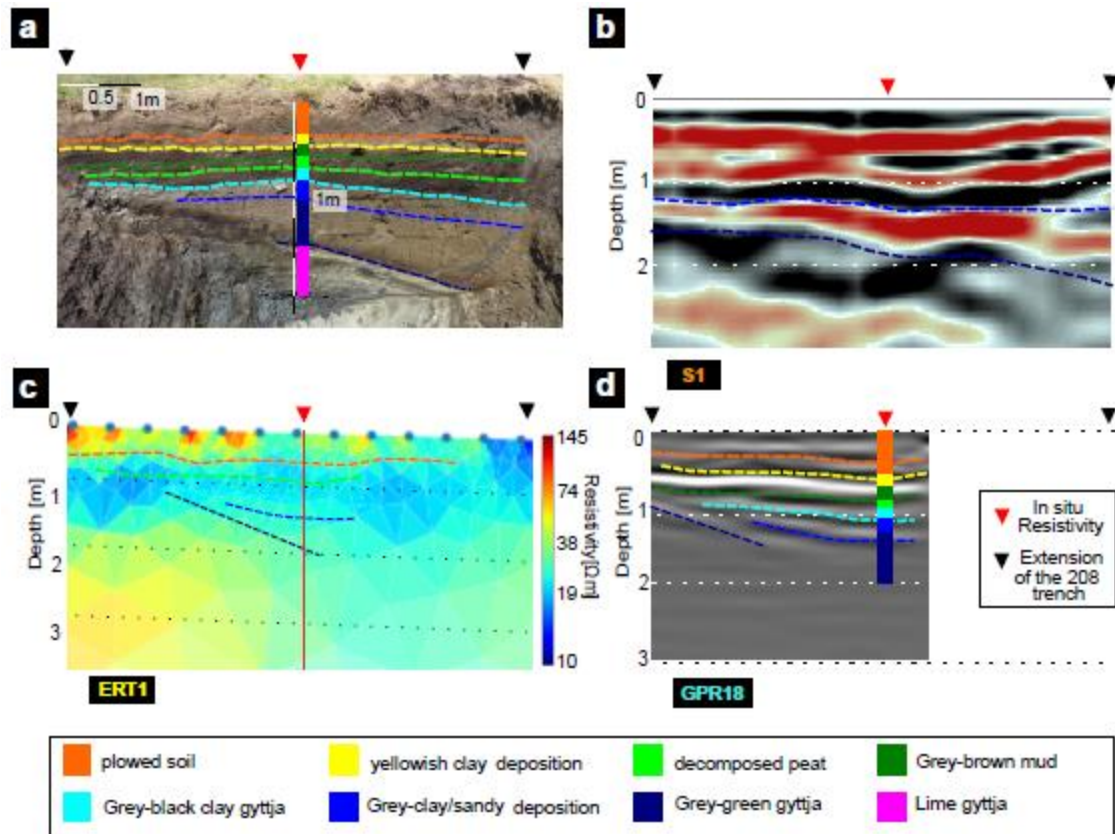 a
0.5 1m
1m
b
0
1
2
Depth [m]
S1
c
0
1
2
3
Depth [m]
145
74
38
19
10
Resistivity[Ωm]
ERT1
d
0
1
2
3
Depth [m]
GPR18
In situ
Resistivity
Extension
of the 208
trench
plowed soil
yellowish clay deposition
decomposed peat
Grey-brown mud
Grey-black clay gyttja
Grey-clay/sandy deposition
Grey-green gyttja
Lime gyttja